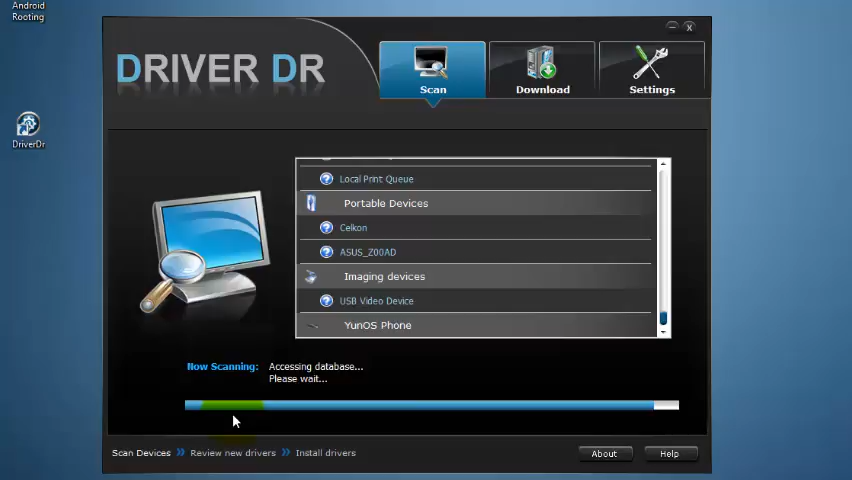 Android
Rooting
DriverDr
DRIVER DR
Scan
Download
Settings
Local Print Queue
Portable Devices
Celkon
ASUS_Z00AD
Imaging devices
USB Video Device
YunOS Phone
Now Scanning: Accessing database...
Please wait...
Scan Devices Review new drivers Install drivers
About Help